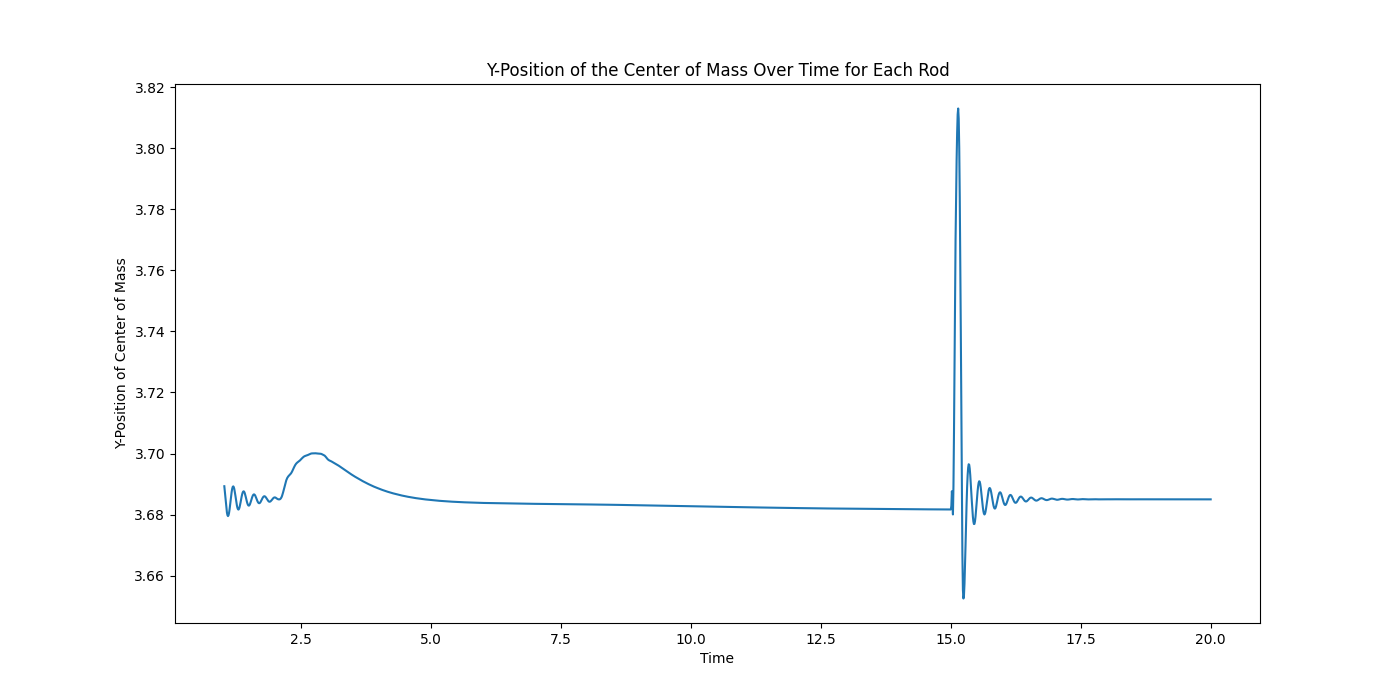 Y-Position of the Center of Mass Over Time for Each Rod
Y-Position of Center of Mass
3.82
3.80
3.78
3.76
3.74
3.72
3.70
3.68
3.66
2.5 5.0 7.5 10.0 12.5 15.0 17.5 20.0
Time